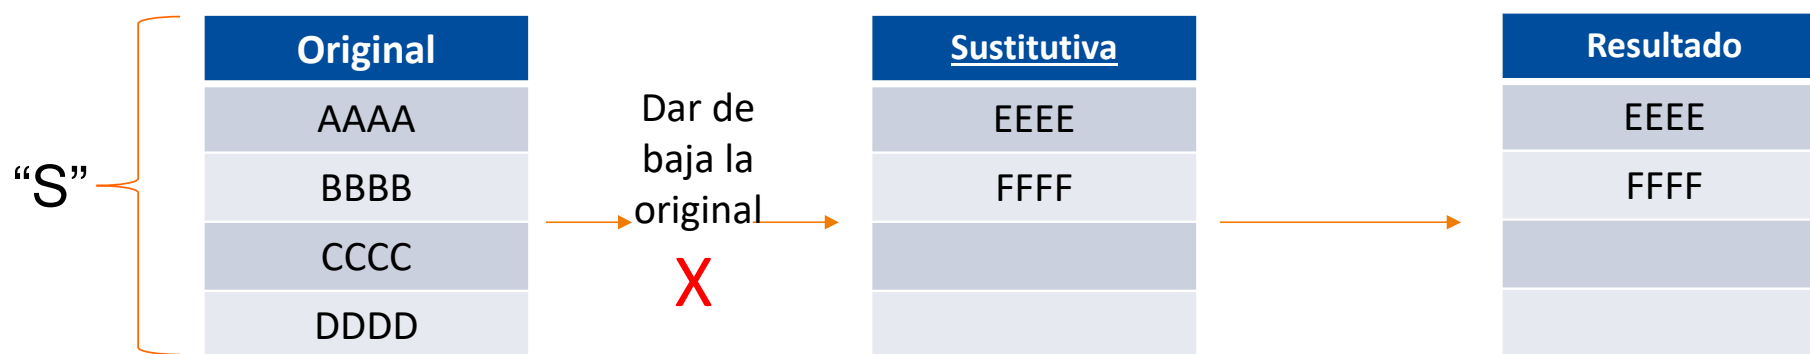 “S”
Original
AAAA
BBBB
CCCC
DDDD
Dar de
baja la
original
X
Sustitutiva
EEEE
FFFF
Resultado
EEEE
FFFF